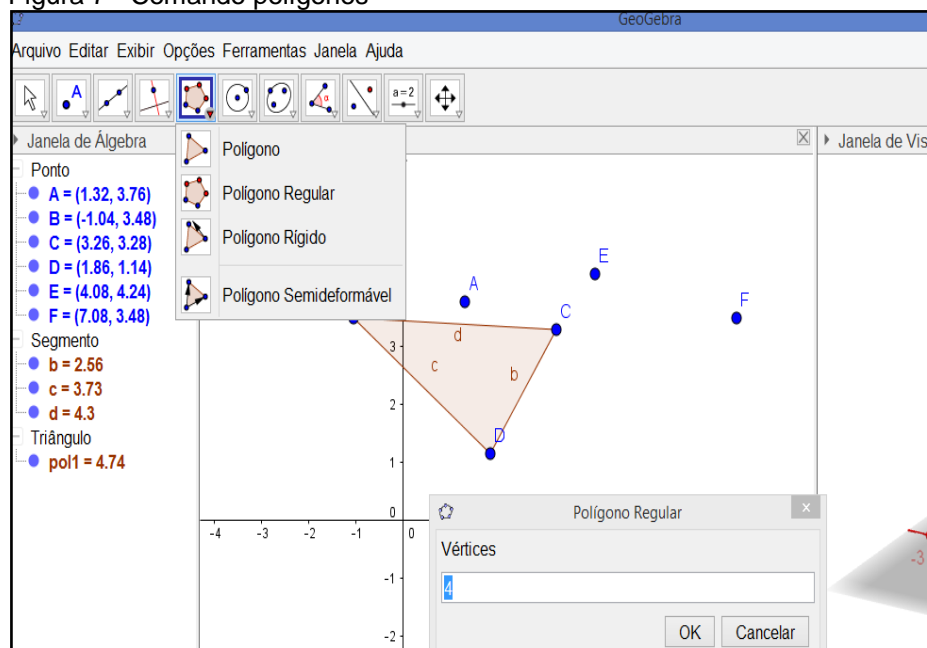 Figura 7 - Comando polígonos
GeoGebra
Arquivo Editar Exibir Opções Ferramentas Janela Ajuda
A
α
a=2
Janela de Álgebra
Janela de Vis
Ponto
A = (1.32, 3.76)
B = (-1.04, 3.48)
C = (3.26, 3.28)
D = (1.86, 1.14)
E = (4.08, 4.24)
F = (7.08, 3.48)
Segmento
b = 2.56
c = 3.73
d = 4.3
Triângulo
pol1 = 4.74
Polígono
Polígono Regular
Polígono Rígido
Polígono Semideformável
E
A
C
F
d
3
c
b
2
D
1
0
-4 -3 -2 -1 0
-1
-2
Polígono Regular
x
Vértices
4
OK Cancelar
-3